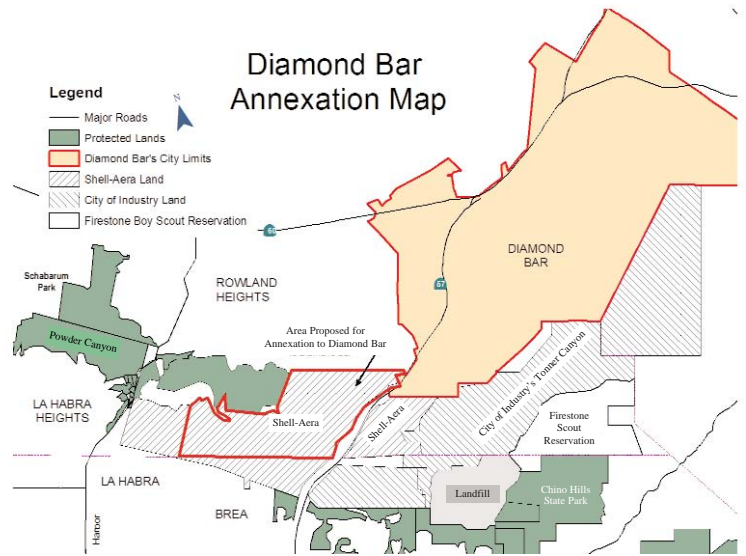 Diamond Bar
Annexation Map
Legend
N
Major Roads
Protected Lands
Diamond Bar's City Limits
Shell-Aera Land
City of Industry Land
Firestone Boy Scout Reservation
60
57
DIAMOND
BAR
Schabarum
Park
ROWLAND
HEIGHTS
Powder Canyon
Area Proposed for
Annexation to Diamond Bar
LA HABRA
HEIGHTS
Shell-Aera
Shell-Aera
City of Industry's Tonner Canyon
Firestone
Scout
Reservation
LA HABRA
Landfill
Chino Hills
State Park
BREA
Harbor